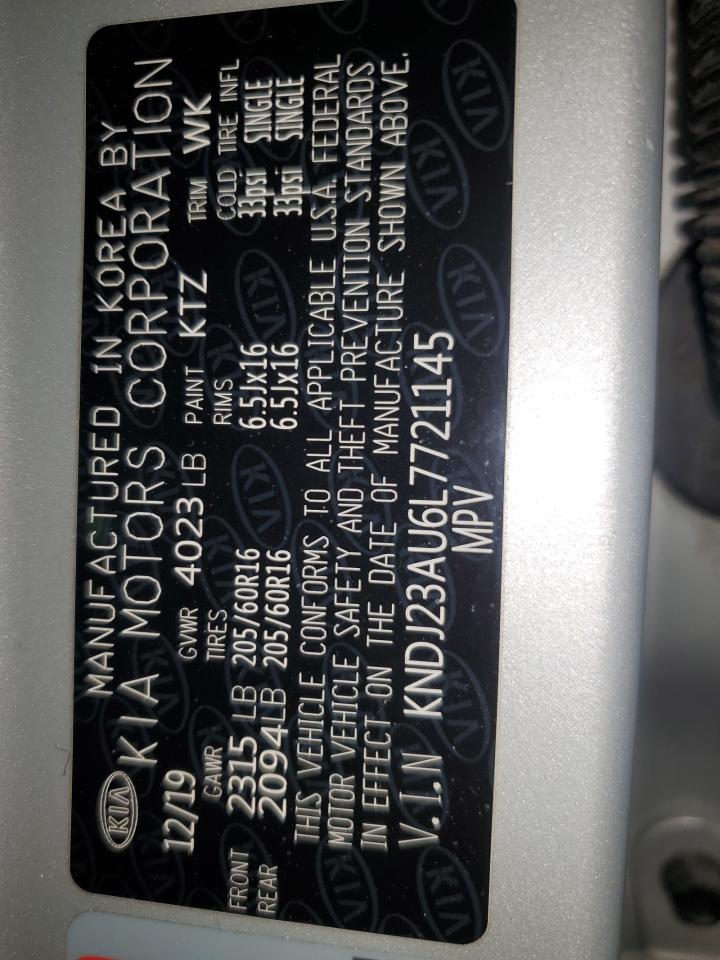 MANUFACTURED IN KOREA BY
KIA KIA MOTORS CORPORATION
12/19 GVWR 4023 LB PAINT KTZ TRIM WK
GAWR TIRES RIMS COLD TIRE INFL
FRONT 2315 LB 205/60R16 6.5Jx16 33psi SINGLE
REAR 2094 LB 205/60R16 6.5Jx16 33psi SINGLE
THIS VEHICLE CONFORMS TO ALL APPLICABLE U.S.A. FEDERAL
MOTOR VEHICLE SAFETY AND THEFT PREVENTION STANDARDS
IN EFFECT ON THE DATE OF MANUFACTURE SHOWN ABOVE.
V.I.N KNDJ23AU6L7721145
MPV